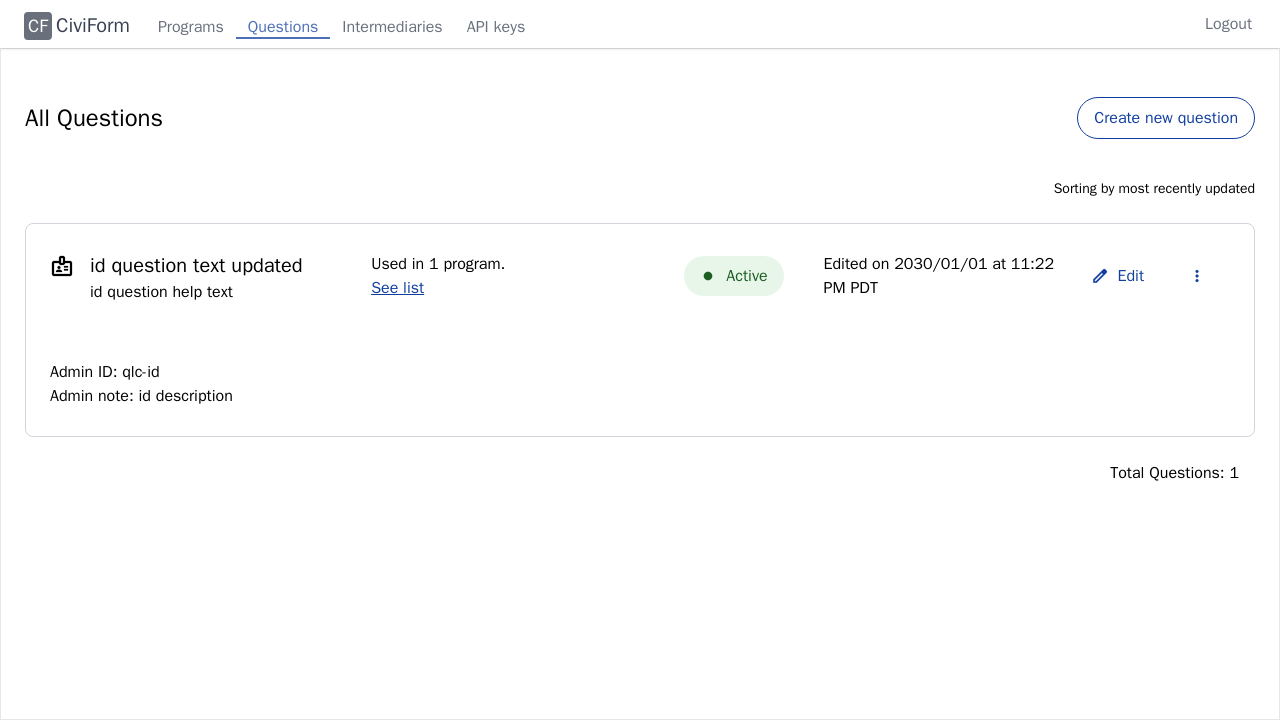 CF CiviForm Programs Questions Intermediaries API keys Logout
All Questions
Create new question
Sorting by most recently updated
id question text updated
id question help text
Used in 1 program.
See list
Active
Edited on 2030/01/01 at 11:22
PM PDT
Edit
Admin ID: qlc-id
Admin note: id description
Total Questions: 1